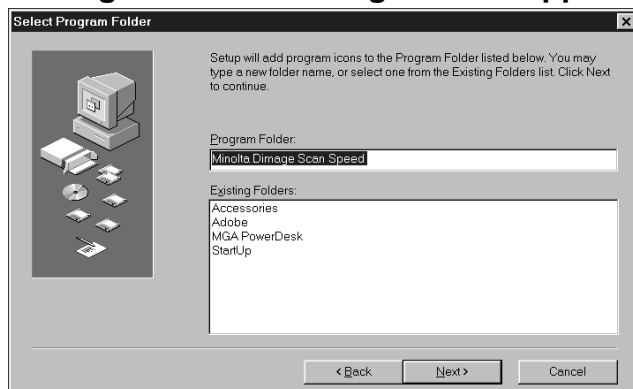 Select Program Folder
Setup will add program icons to the Program Folder listed below. You may
type a new folder name, or select one from the Existing Folders list. Click Next
to continue.
Program Folder:
Minolta Dimage Scan Speed
Existing Folders:
Accessories
Adobe
MGA PowerDesk
StartUp
< Back
Next >
Cancel